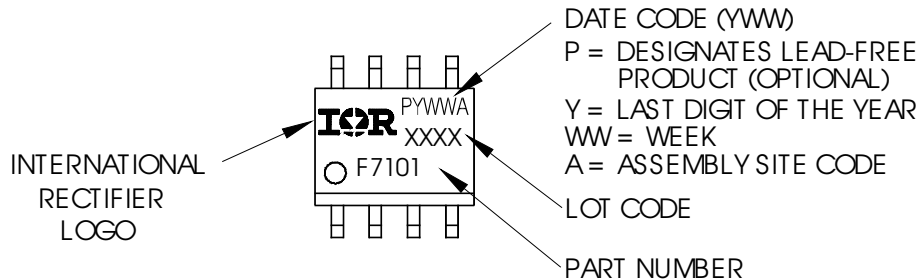 DATE CODE (YWW)
P = DESIGNATES LEAD-FREE
PRODUCT (OPTIONAL)
Y = LAST DIGIT OF THE YEAR
WW = WEEK
A = ASSEMBLY SITE CODE
LOT CODE
PART NUMBER
INTERNATIONAL
RECTIFIER
LOGO
IOR
PYWWA
XXXX
F7101